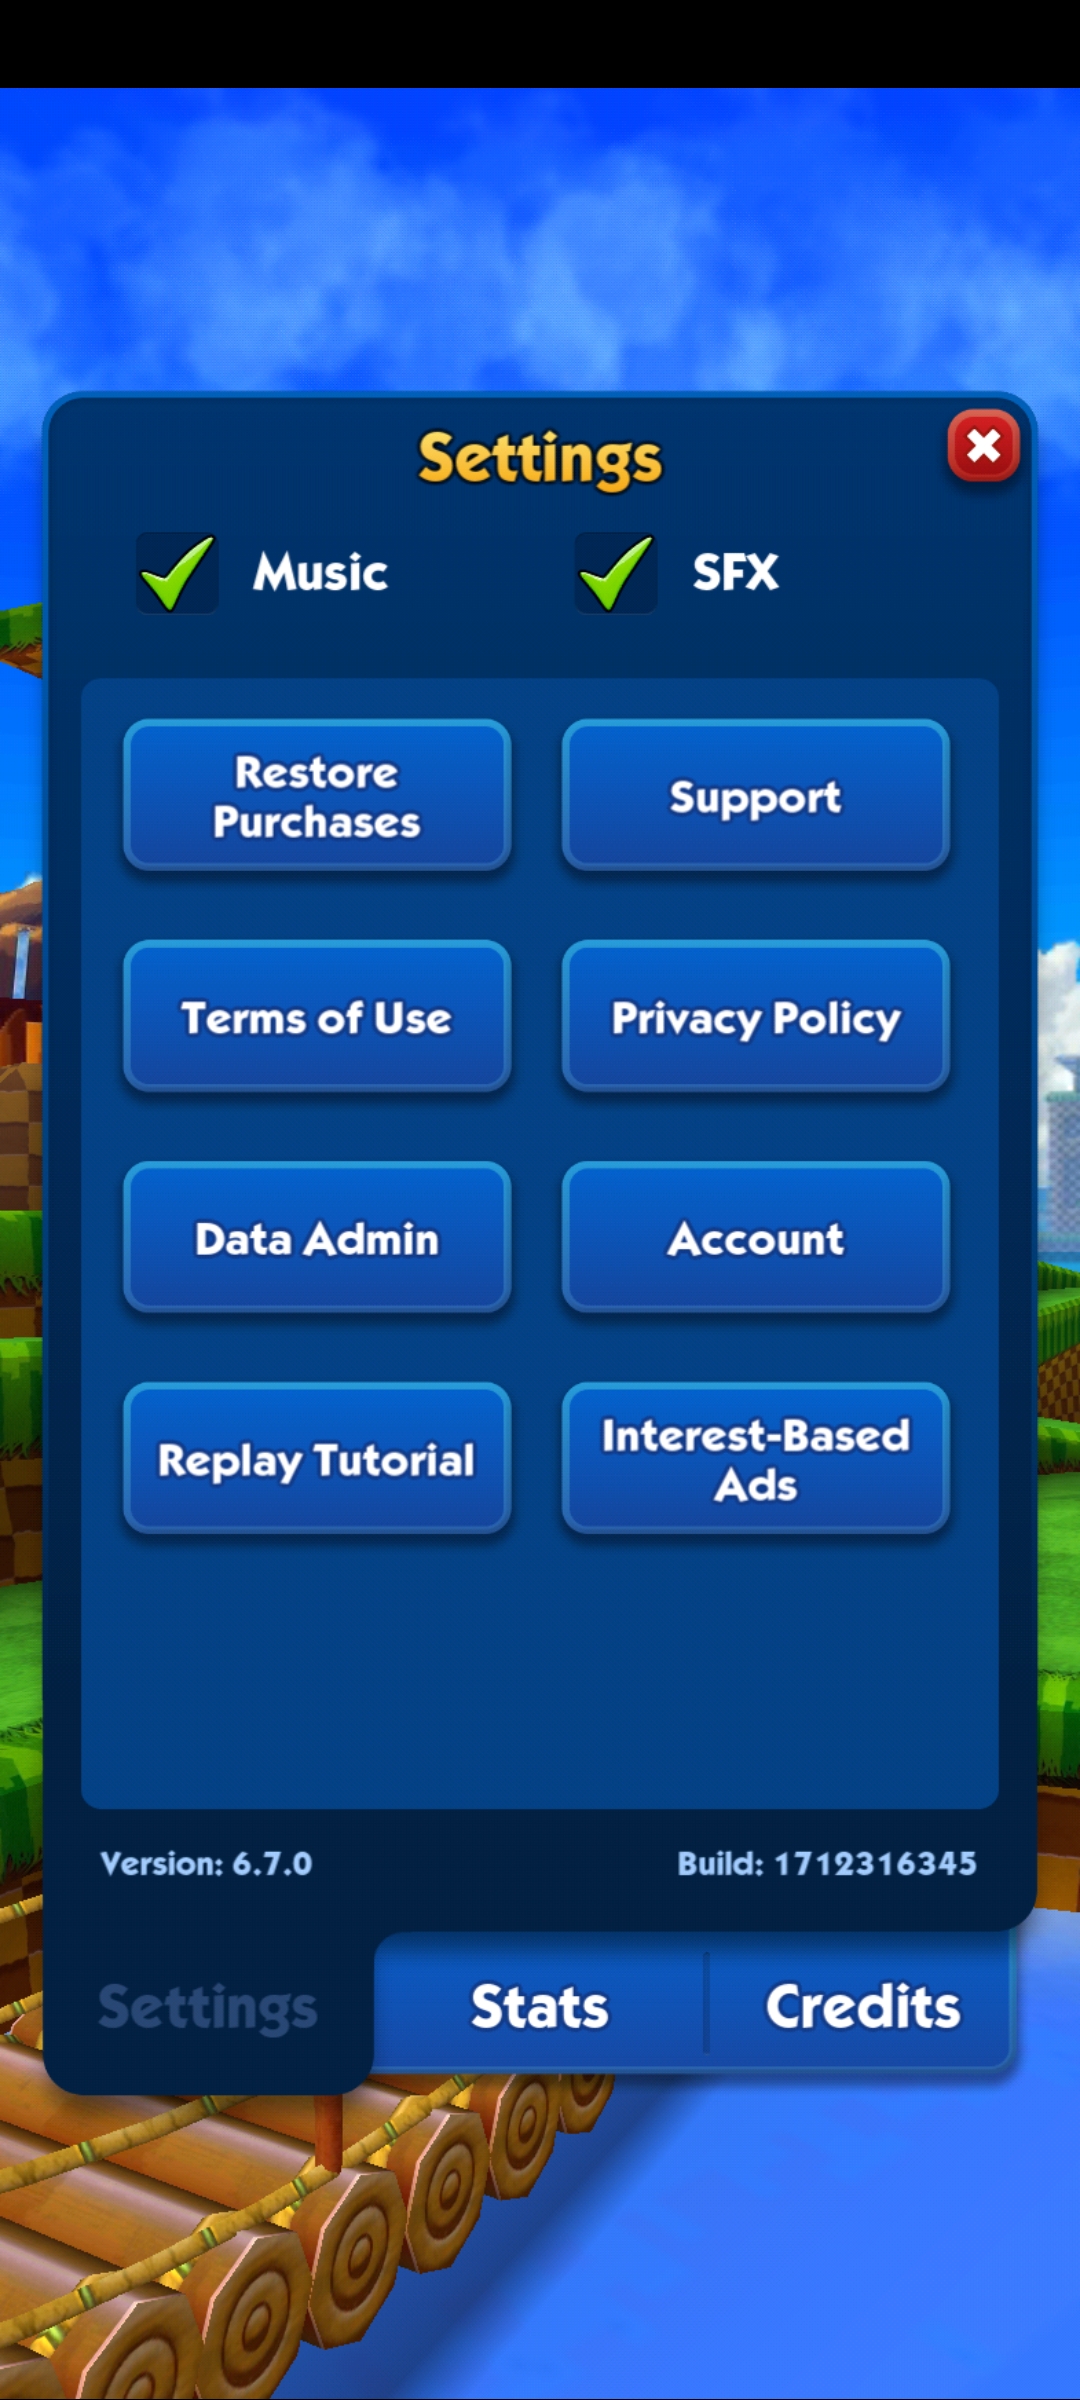 Settings
Music
SFX
Restore
Purchases
Support
Terms of Use
Privacy Policy
Data Admin
Account
Replay Tutorial
Interest-Based
Ads
Version: 6.7.0
Build: 1712316345
Settings
Stats
Credits